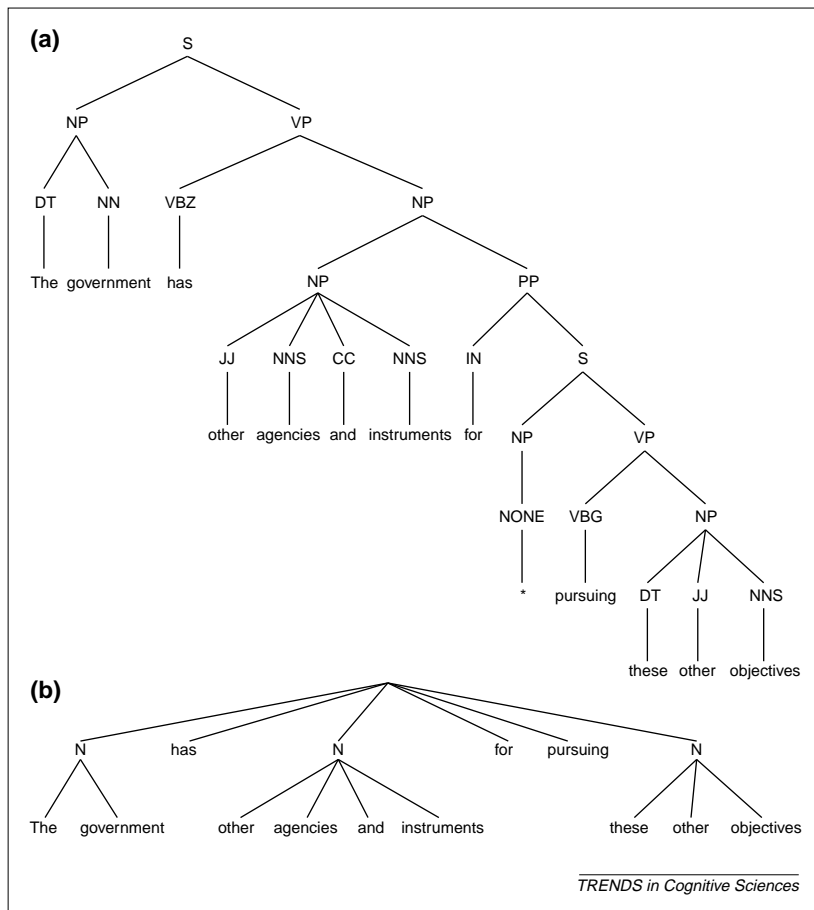 (a)
S
NP VP
DT NN VBZ NP
The government has NP PP
JJ NNS CC NNS IN S
other agencies and instruments for NP VP
NONE VBG NP
* pursuing DT JJ NNS
these other objectives
(b)
N has N for pursuing N
The government other agencies and instruments these other objectives
TRENDS in Cognitive Sciences